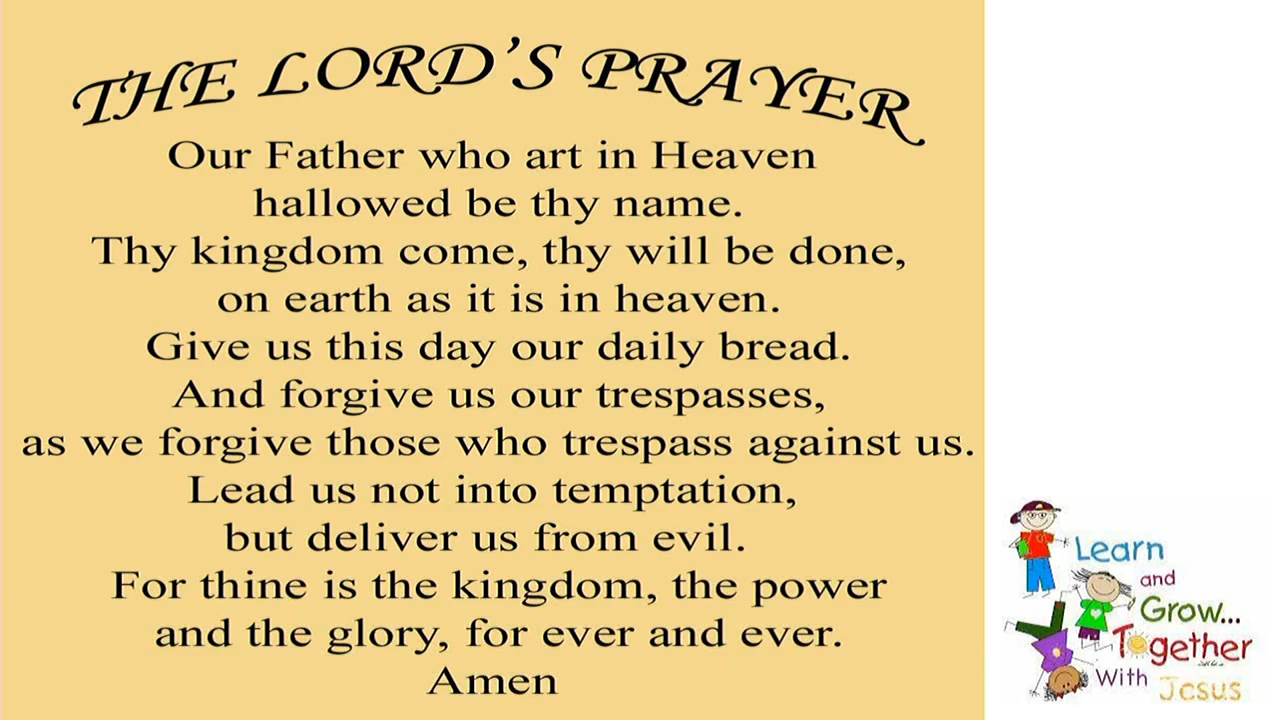 THE LORD'S PRAYER
Our Father who art in Heaven
hallowed be thy name.
Thy kingdom come, thy will be done,
on earth as it is in heaven.
Give us this day our daily bread.
And forgive us our trespasses,
as we forgive those who trespass against us.
Lead us not into temptation,
but deliver us from evil.
For thine is the kingdom, the power
and the glory, for ever and ever.
Amen
Learn
and
Grow...
Together
With Jesus